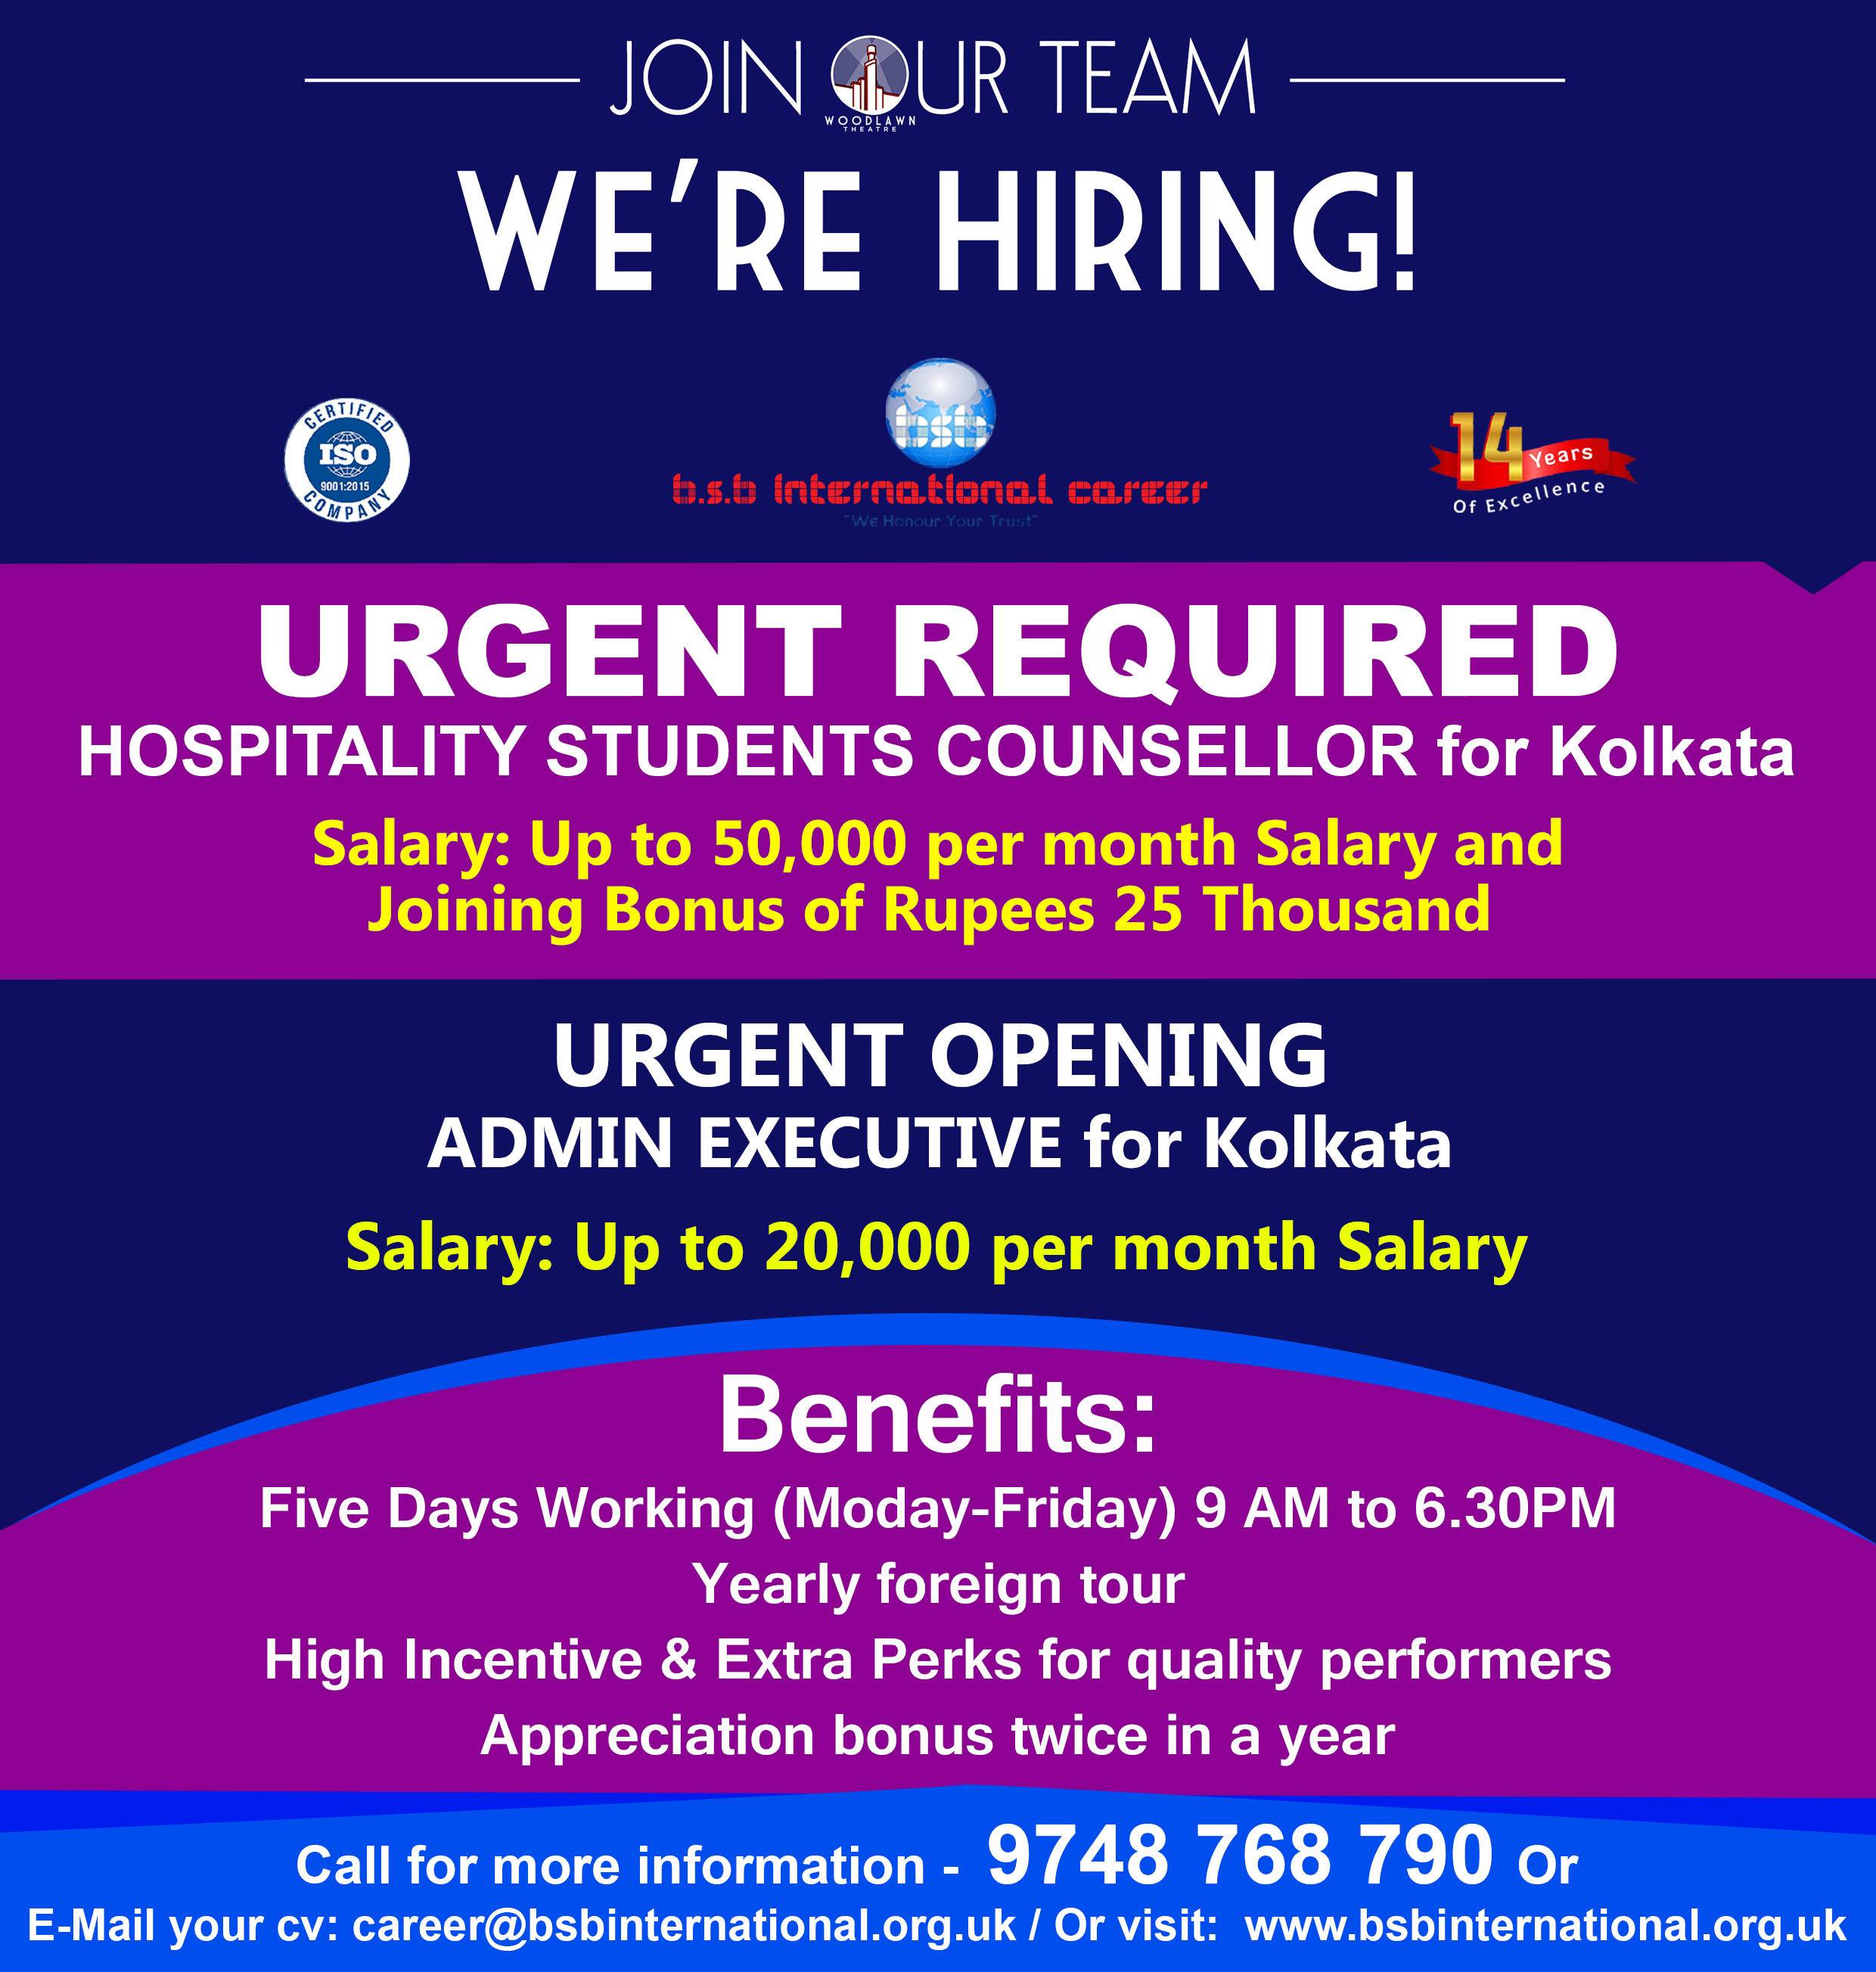 JOIN OUR TEAM
WOODLAWN
THEATRE
WE'RE HIRING!
CERTIFIED
ISO
9001:2015
COMPANY
bsb
b.s.b International career
"We Honour Your Trust"
14 Years
Of Excellence
URGENT REQUIRED
HOSPITALITY STUDENTS COUNSELLOR for Kolkata
Salary: Up to 50,000 per month Salary and
Joining Bonus of Rupees 25 Thousand
URGENT OPENING
ADMIN EXECUTIVE for Kolkata
Salary: Up to 20,000 per month Salary
Benefits:
Five Days Working (Moday-Friday) 9 AM to 6.30PM
Yearly foreign tour
High Incentive & Extra Perks for quality performers
Appreciation bonus twice in a year
Call for more information - 9748 768 790 Or
E-Mail your cv: career@bsbinternational.org.uk / Or visit: www.bsbinternational.org.uk